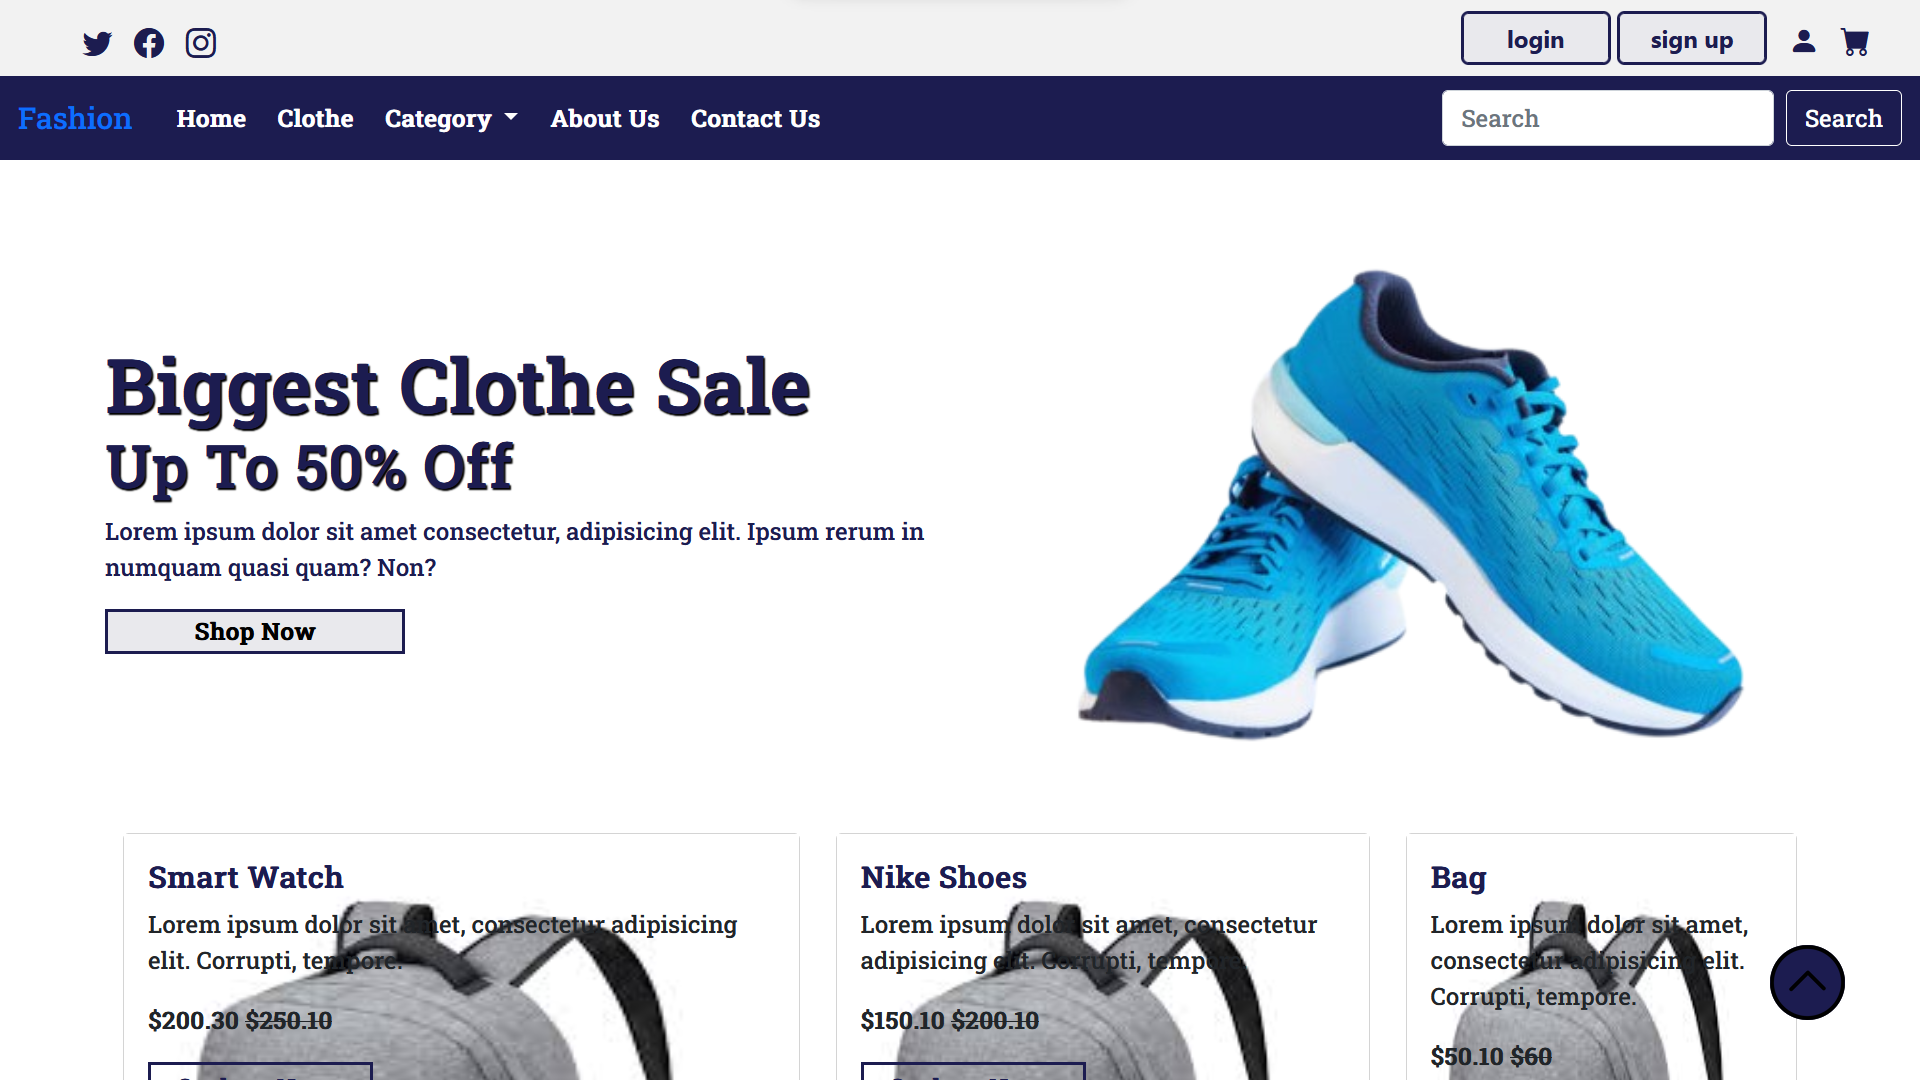 login
sign up
Fashion
Home
Clothe
Category
About Us
Contact Us
Search
Search
Biggest Clothe Sale
Up To 50% Off
Lorem ipsum dolor sit amet consectetur, adipisicing elit. Ipsum rerum in
numquam quasi quam? Non?
Shop Now
Smart Watch
Lorem ipsum dolor sit amet, consectetur adipisicing
elit. Corrupti, tempore.
$200.30 $250.10
Nike Shoes
Lorem ipsum dolor sit amet, consectetur
adipisicing elit. Corrupti, tempore.
$150.10 $200.10
Bag
Lorem ipsum dolor sit amet,
consectetur adipisicing elit.
Corrupti, tempore.
$50.10 $60